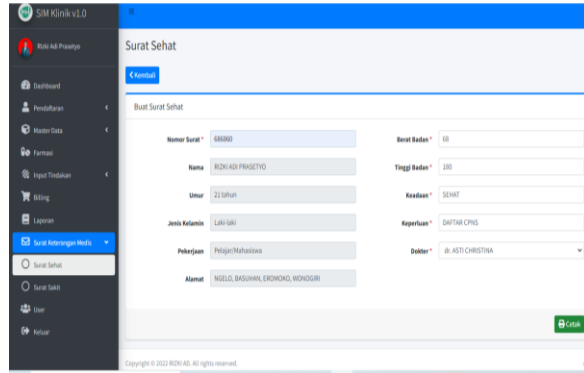 SIM Klinik v1.0
Rizki Adi Prasetyo
Dashboard
Pendaftaran
Master Data
Farmasi
Input Tindakan
Billing
Laporan
Surat Keterangan Medis
Surat Sehat
Surat Sakit
User
Keluar
Surat Sehat
Kembali
Buat Surat Sehat
Nomor Surat * 686860
Nama RIZKI ADI PRASETYO
Umur 21 tahun
Jenis Kelamin Laki-laki
Pekerjaan Pelajar/Mahasiswa
Alamat NGELO, BASUHAN, EROMOKO, WONOGIRI
Berat Badan * 68
Tinggi Badan * 180
Keadaan * SEHAT
Keperluan * DAFTAR CPNS
Dokter * dr. ASTI CHRISTINA
Cetak
Copyright © 2022 RIZKI AD. All rights reserved.